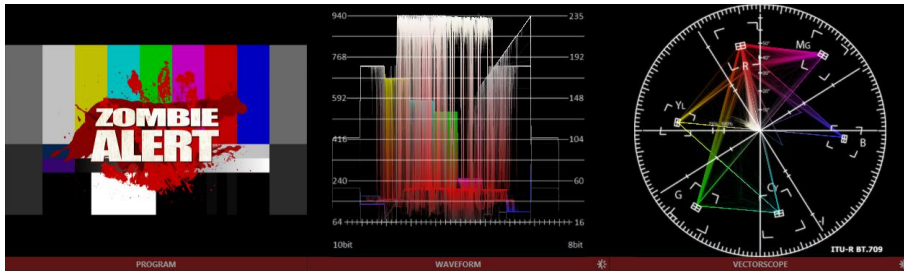 ZOMBIE
ALERT
PROGRAM
940 235
768 192
592 148
416 104
240 60
64 16
10bit 8bit
WAVEFORM
MG
R
YL
B
G
CY
I
ITU-R BT.709
VECTORSCOPE